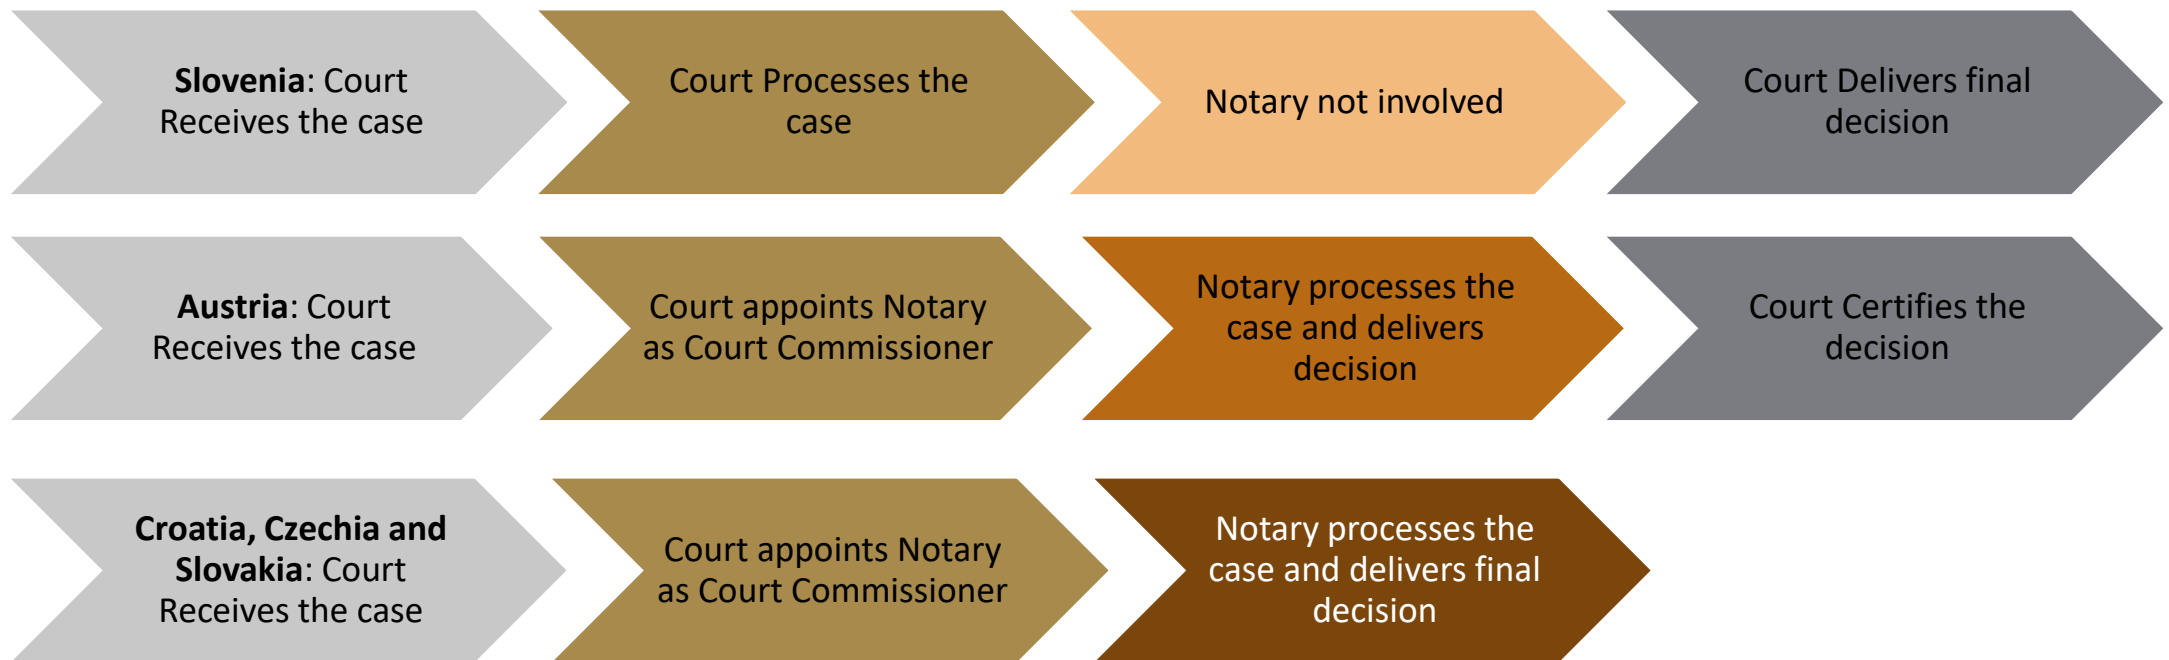 Slovenia: Court
Receives the case
Court Processes the
case
Notary not involved
Court Delivers final
decision
Austria: Court
Receives the case
Court appoints Notary
as Court Commissioner
Notary processes the
case and delivers
decision
Court Certifies the
decision
Croatia, Czechia and
Slovakia: Court
Receives the case
Court appoints Notary
as Court Commissioner
Notary processes the
case and delivers final
decision